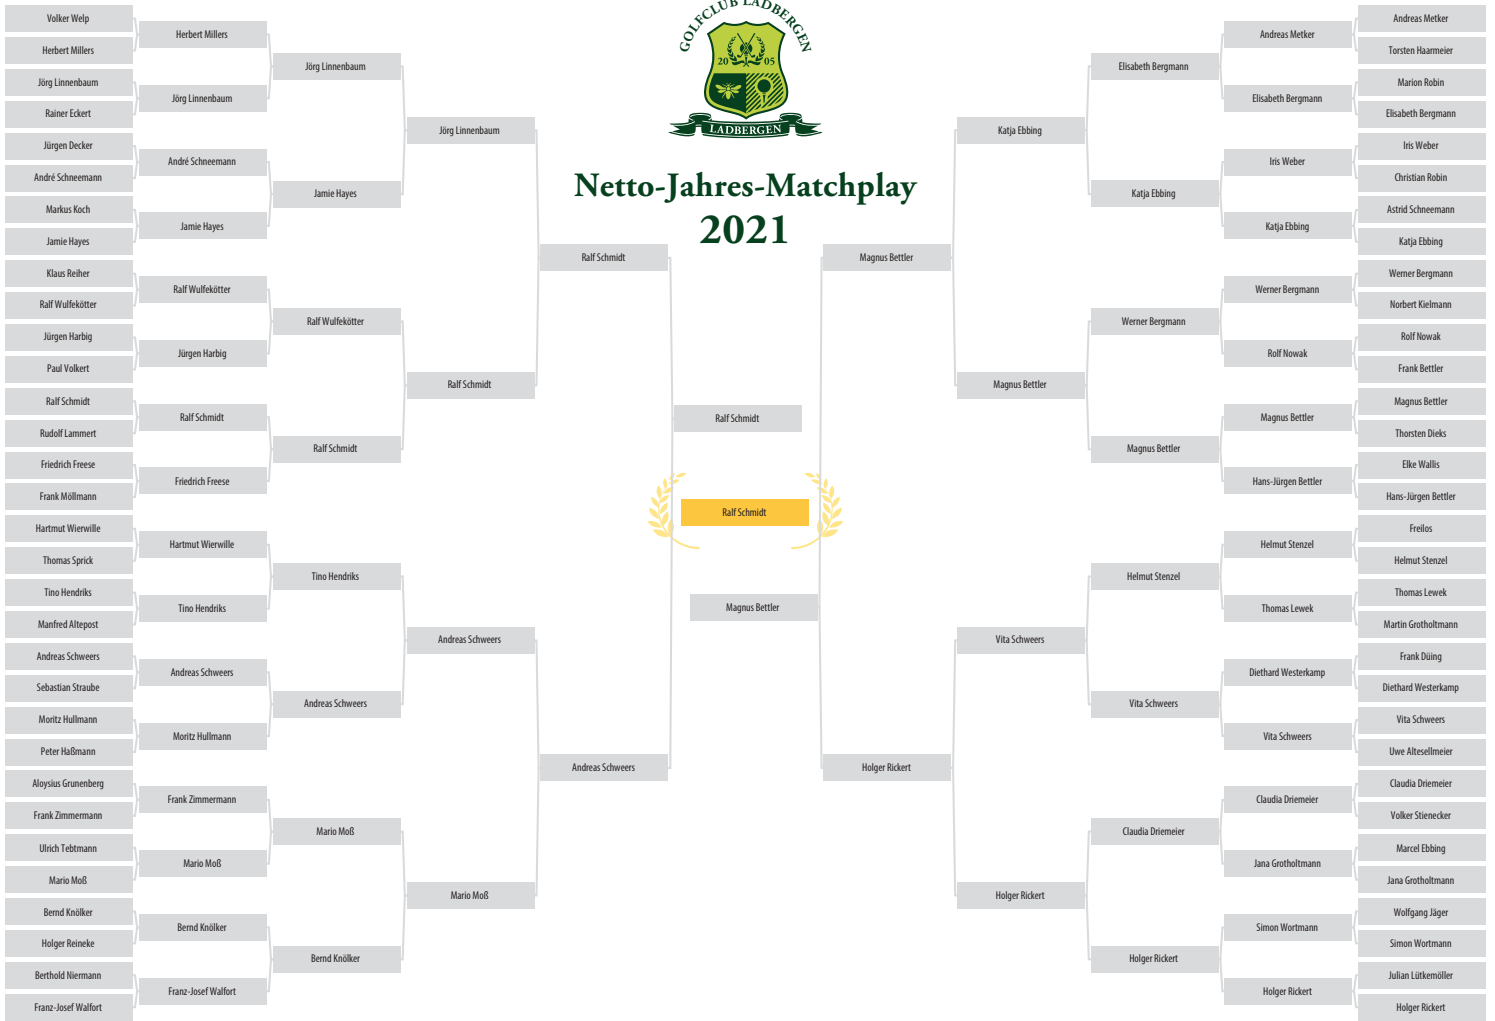 GOLFCLUB LADBERGEN
20 05
LADBERGEN
Netto-Jahres-Matchplay
2021
Volker Welp
Herbert Millers
Jörg Linnenbaum
Rainer Eckert
Jürgen Decker
André Schneemann
Markus Koch
Jamie Hayes
Klaus Reiher
Ralf Wulfekötter
Jürgen Harbig
Paul Volkert
Ralf Schmidt
Rudolf Lammert
Friedrich Freese
Frank Möllmann
Hartmut Wierwille
Thomas Sprick
Tino Hendriks
Manfred Altepost
Andreas Schweers
Sebastian Straube
Moritz Hullmann
Peter Haßmann
Aloysius Grunenberg
Frank Zimmermann
Ulrich Tebtmann
Mario Moß
Bernd Knölker
Holger Reineke
Berthold Niermann
Franz-Josef Walfort
Herbert Millers
Jörg Linnenbaum
André Schneemann
Jamie Hayes
Ralf Wulfekötter
Jürgen Harbig
Ralf Schmidt
Friedrich Freese
Hartmut Wierwille
Tino Hendriks
Andreas Schweers
Moritz Hullmann
Frank Zimmermann
Mario Moß
Bernd Knölker
Franz-Josef Walfort
Jörg Linnenbaum
Jamie Hayes
Ralf Wulfekötter
Ralf Schmidt
Tino Hendriks
Andreas Schweers
Mario Moß
Bernd Knölker
Jörg Linnenbaum
Ralf Schmidt
Andreas Schweers
Mario Moß
Ralf Schmidt
Andreas Schweers
Ralf Schmidt
Ralf Schmidt
Magnus Bettler
Magnus Bettler
Holger Rickert
Katja Ebbing
Magnus Bettler
Vita Schweers
Holger Rickert
Elisabeth Bergmann
Katja Ebbing
Werner Bergmann
Magnus Bettler
Helmut Stenzel
Vita Schweers
Claudia Driemeier
Holger Rickert
Andreas Metker
Elisabeth Bergmann
Iris Weber
Katja Ebbing
Werner Bergmann
Rolf Nowak
Magnus Bettler
Hans-Jürgen Bettler
Helmut Stenzel
Thomas Lewek
Diethard Westerkamp
Vita Schweers
Claudia Driemeier
Jana Grotholtmann
Simon Wortmann
Holger Rickert
Andreas Metker
Torsten Haarmeier
Marion Robin
Elisabeth Bergmann
Iris Weber
Christian Robin
Astrid Schneemann
Katja Ebbing
Werner Bergmann
Norbert Kielmann
Rolf Nowak
Frank Bettler
Magnus Bettler
Thorsten Dieks
Elke Wallis
Hans-Jürgen Bettler
Freilos
Helmut Stenzel
Thomas Lewek
Martin Grotholtmann
Frank Düing
Diethard Westerkamp
Vita Schweers
Uwe Altesellmeier
Claudia Driemeier
Volker Stienecker
Marcel Ebbing
Jana Grotholtmann
Wolfgang Jäger
Simon Wortmann
Julian Lütkemöller
Holger Rickert